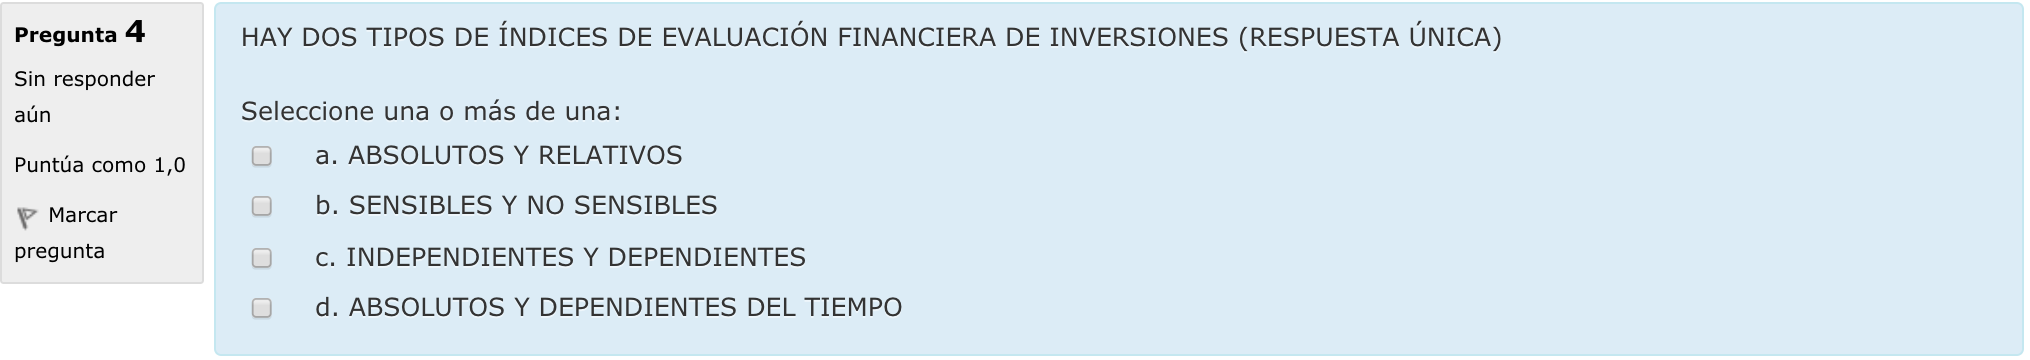 Pregunta 4
Sin responder
aún
Puntúa como 1,0
Marcar
pregunta
HAY DOS TIPOS DE ÍNDICES DE EVALUACIÓN FINANCIERA DE INVERSIONES (RESPUESTA ÚNICA)
Seleccione una o más de una:
a. ABSOLUTOS Y RELATIVOS
b. SENSIBLES Y NO SENSIBLES
c. INDEPENDIENTES Y DEPENDIENTES
d. ABSOLUTOS Y DEPENDIENTES DEL TIEMPO